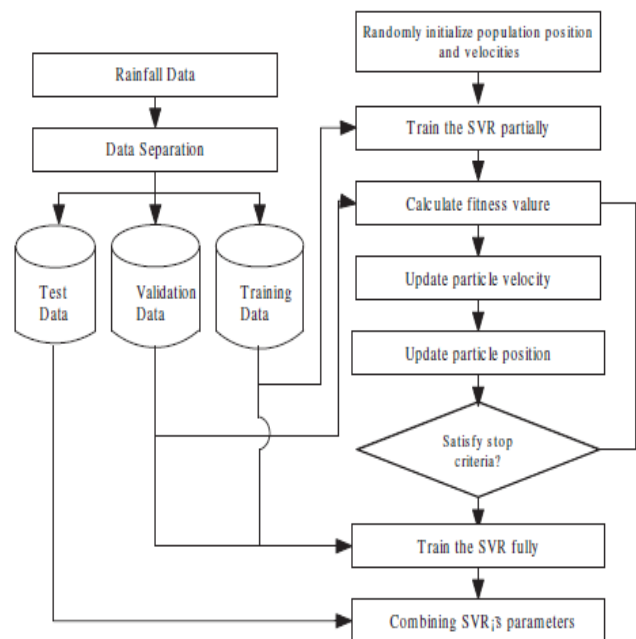 Rainfall Data
Data Separation
Test
Data
Validation
Data
Training
Data
Randomly initialize population position
and velocities
Train the SVR partially
Calculate fitness valure
Update particle velocity
Update particle position
Satisfy stop
criteria?
Train the SVR fully
Combining SVR¡¯s parameters